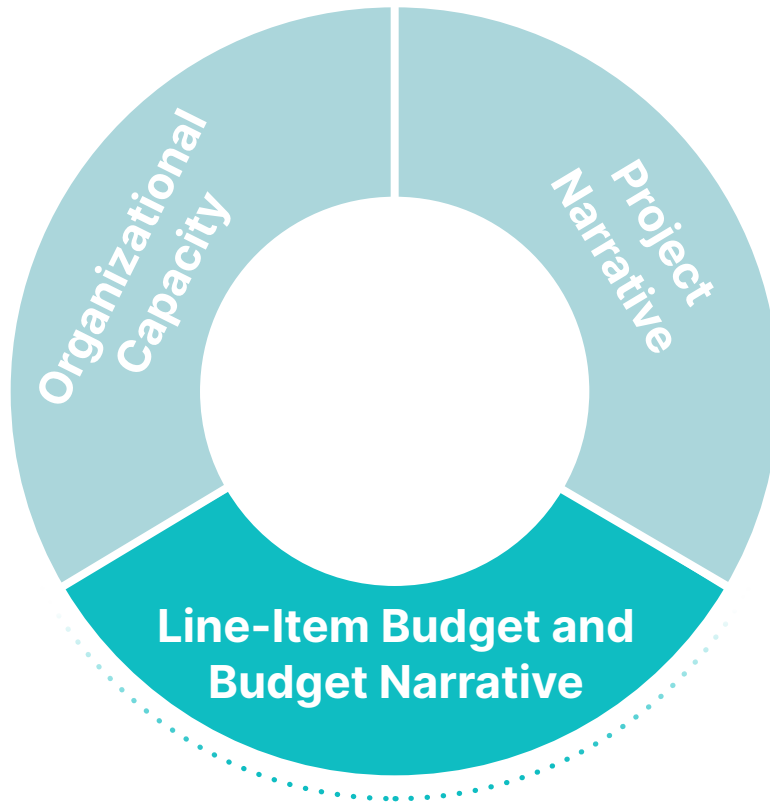 Organizational
Capacity
Project
Narrative
Line-Item Budget and
Budget Narrative